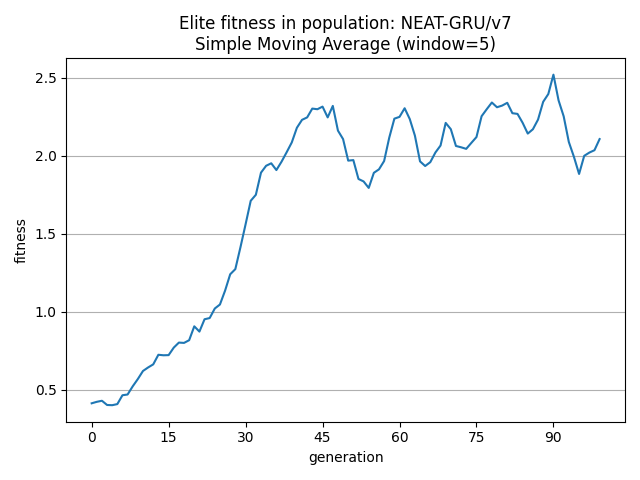 Elite fitness in population: NEAT-GRU/v7
Simple Moving Average (window=5)
2.5
2.0
1.5
1.0
0.5
fitness
0 15 30 45 60 75 90
generation